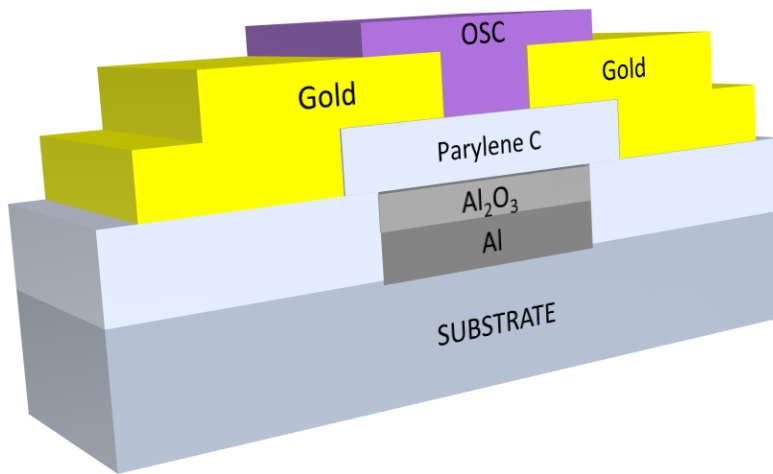 OSC
Gold
Gold
Parylene C
Al₂O₃
Al
SUBSTRATE